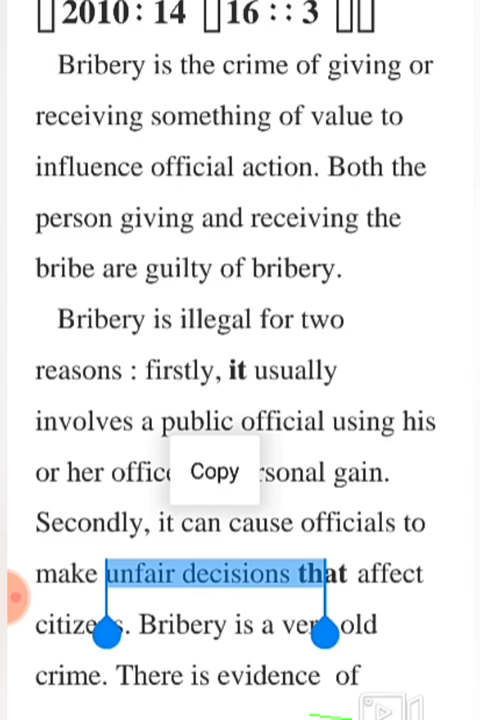 2010: 14 16 :: 3
Bribery is the crime of giving or
receiving something of value to
influence official action. Both the
person giving and receiving the
bribe are guilty of bribery.
Bribery is illegal for two
reasons : firstly, it usually
involves a public official using his
or her gain.
Copy
Secondly, it can cause officials to
make unfair decisions that affect
Bribery is a old
crime. There is evidence of